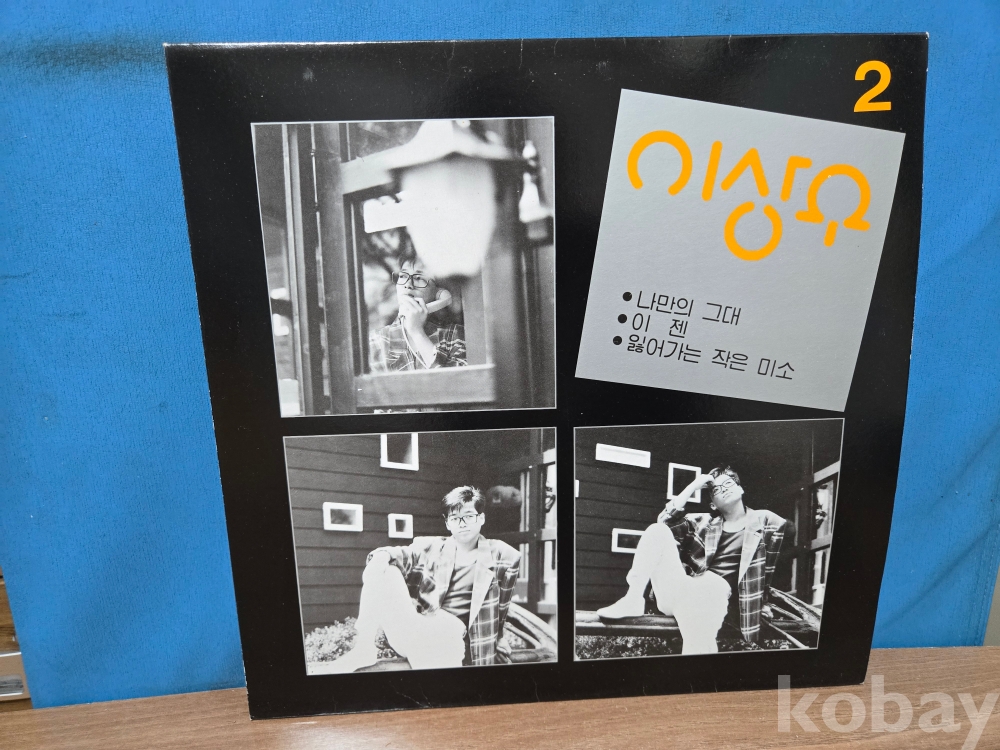 2
이상우
•나만의 그대
•이 젠
•잃어가는 작은 미소
kobay